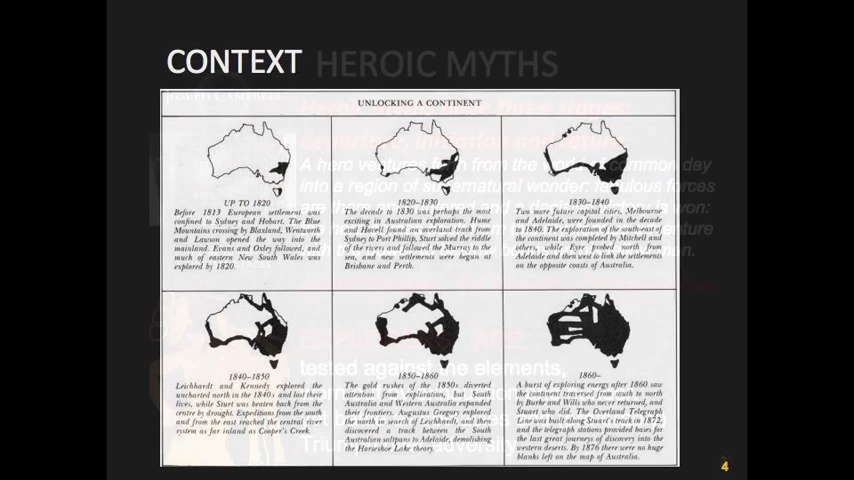 CONTEXT HEROIC MYTHS
UNLOCKING A CONTINENT
UP TO 1820
Before 1813 European settlement was
confined to Sydney and Hobart. The Blue
Mountains crossing by Blaxland, Wentworth
and Lawson opened the way into the
mainland. Evans and Oxley followed, and
much of eastern New South Wales was
explored by 1820.
1820–1830
The decade to 1830 was perhaps the most
exciting in Australian exploration. Hume
and Hovell found an overland track from
Sydney to Port Phillip, Sturt solved the riddle
of the rivers and followed the Murray to the
sea, and new settlements were begun at
Brisbane and Perth.
1830–1840
Two more future capital cities, Melbourne
and Adelaide, were founded in the decade
to 1840. The exploration of the south-east of
the continent was completed by Mitchell and
others, while Eyre probed north from
Adelaide and then west to link the settlements
on the opposite coasts of Australia.
1840–1850
Leichhardt and Kennedy explored the
uncharted north in the 1840s and lost their
lives, while Sturt was beaten back from the
centre by drought. Expeditions from the south
and from the east reached the central river
system as far inland as Cooper's Creek.
1850–1860
The gold rushes of the 1850s diverted
attention from exploration, but South
Australia and Western Australia expanded
their frontiers. Augustus Gregory explored
the north in search of Leichhardt, and then
discovered a track between the South
Australian saltpans to Adelaide, demolishing
the Horseshoe Lake theory.
1860–
A burst of exploring energy after 1860 saw
the continent traversed from south to north
by Burke and Wills who never returned, and
Stuart who did. The Overland Telegraph
Line was built along Stuart's track in 1872,
and the telegraph stations provided bases for
the last great journeys of discovery into the
western deserts. By 1876 there were no huge
blanks left on the map of Australia.
tested against the elements,
4